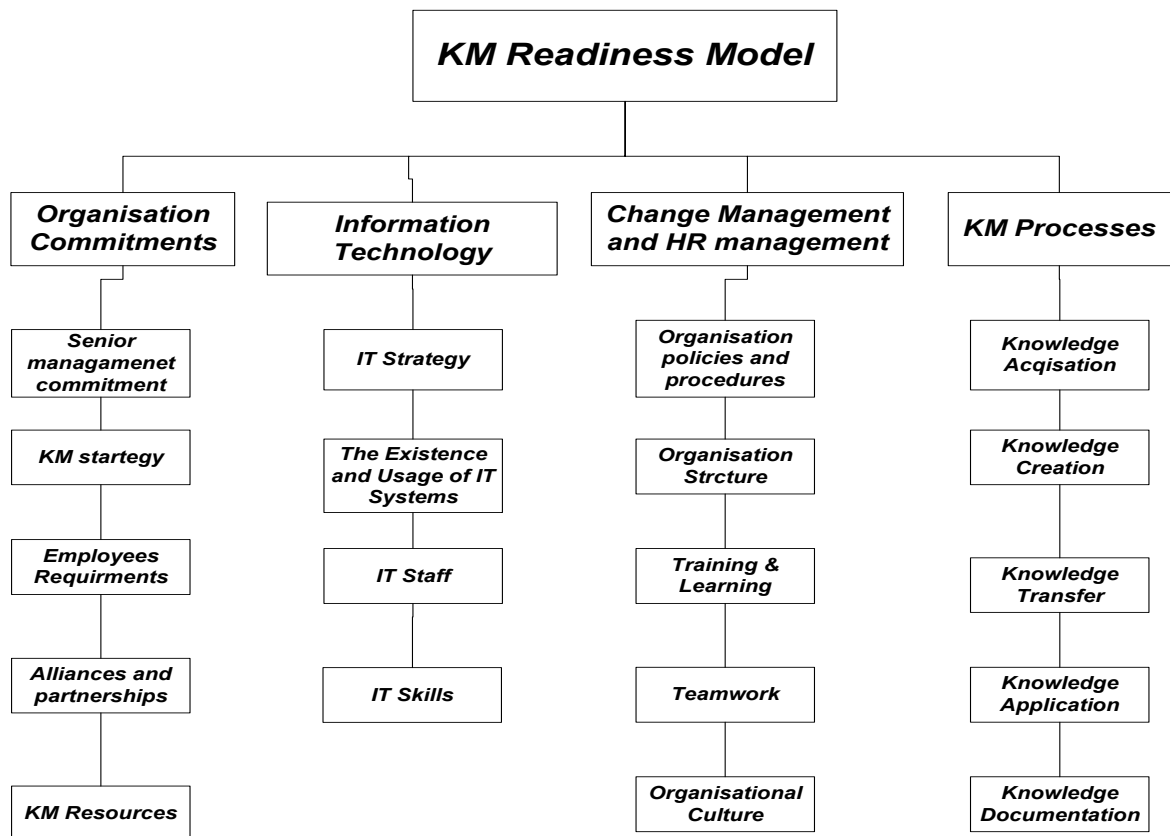 KM Readiness Model
Organisation
Commitments
Senior
managamenet
commitment
KM startegy
Employees
Requirments
Alliances and
partnerships
KM Resources
Information
Technology
IT Strategy
The Existence
and Usage of IT
Systems
IT Staff
IT Skills
Change Management
and HR management
Organisation
policies and
procedures
Organisation
Strcture
Training &
Learning
Teamwork
Organisational
Culture
KM Processes
Knowledge
Acqisation
Knowledge
Creation
Knowledge
Transfer
Knowledge
Application
Knowledge
Documentation